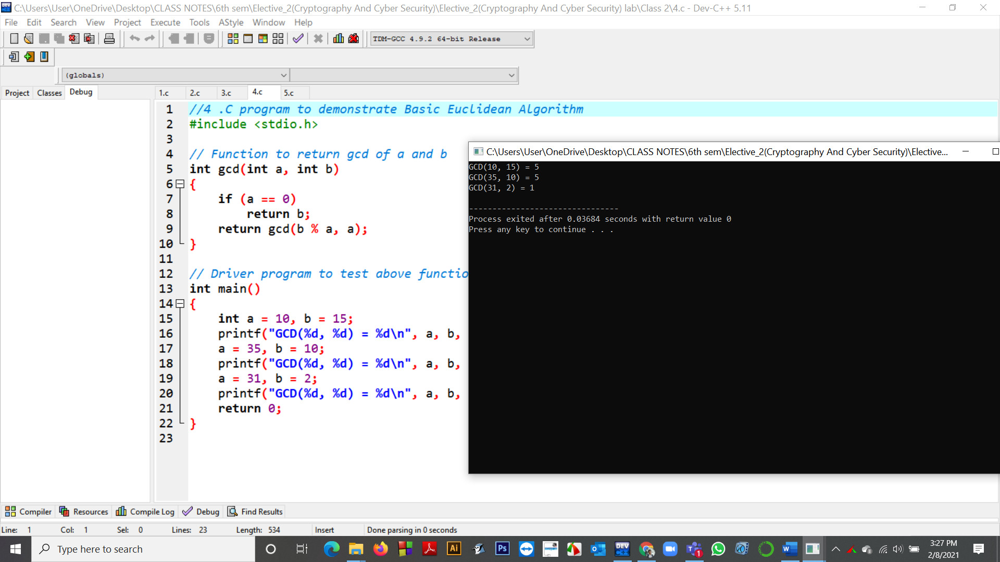 C:\Users\User\OneDrive\Desktop\CLASS NOTES\6th sem\Elective_2(Cryptography And Cyber Security)\Elective_2(Cryptography And Cyber Security) lab\Class 2\4.c - Dev-C++ 5.11
File Edit Search View Project Execute Tools AStyle Window Help
TDM-GCC 4.9.2 64-bit Release
(globals)
Project Classes Debug
1.c 2.c 3.c 4.c 5.c
1 //4 .C program to demonstrate Basic Euclidean Algorithm
2 #include <stdio.h>
3
4 // Function to return gcd of a and b
5 int gcd(int a, int b)
6 {
7 if (a == 0)
8 return b;
9 return gcd(b % a, a);
10 }
11
12 // Driver program to test above functio
13 int main()
14 {
15 int a = 10, b = 15;
16 printf("GCD(%d, %d) = %d\n", a, b,
17 a = 35, b = 10;
18 printf("GCD(%d, %d) = %d\n", a, b,
19 a = 31, b = 2;
20 printf("GCD(%d, %d) = %d\n", a, b,
21 return 0;
22 }
23
C:\Users\User\OneDrive\Desktop\CLASS NOTES\6th sem\Elective_2(Cryptography And Cyber Security)\Elective...
GCD(10, 15) = 5
GCD(35, 10) = 5
GCD(31, 2) = 1
--------------------------------
Process exited after 0.03684 seconds with return value 0
Press any key to continue . . .
Compiler Resources Compile Log Debug Find Results
Line: 1 Col: 1 Sel: 0 Lines: 23 Length: 534 Insert Done parsing in 0 seconds
Type here to search
3:27 PM
2/8/2021